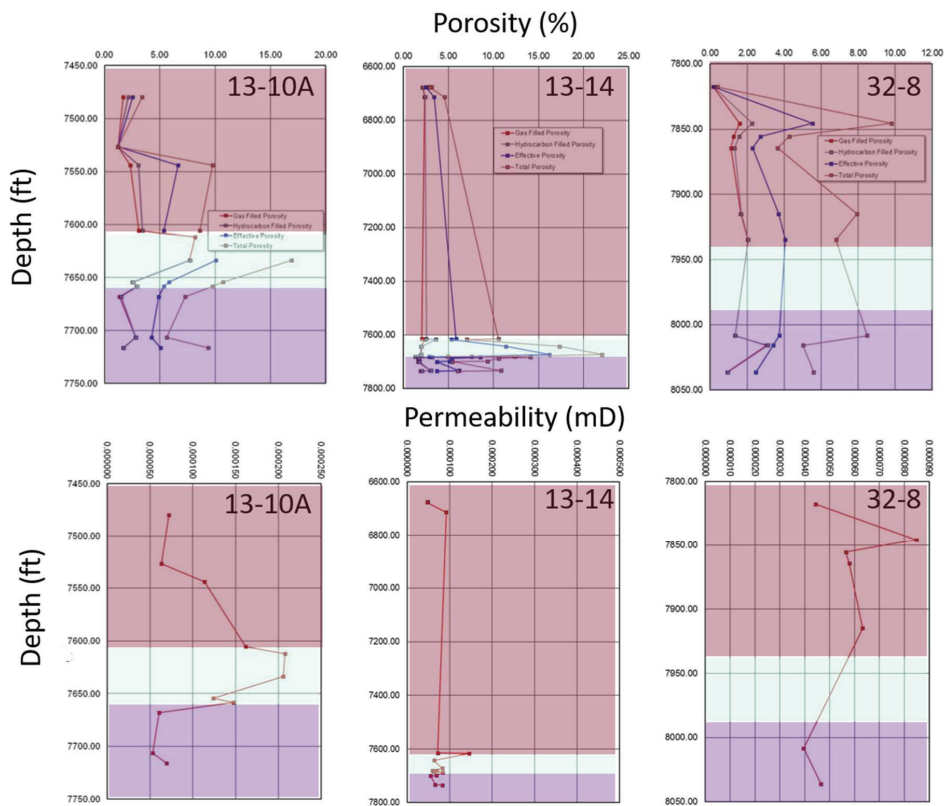 Porosity (%)
0.00 5.00 10.00 15.00 20.00
0.00 5.00 10.00 15.00 20.00 25.00
0.00 2.00 4.00 6.00 8.00 10.00 12.00
13-10A
13-14
32-8
Depth (ft)
7450.00
7500.00
7550.00
7600.00
7650.00
7700.00
7750.00
Gas Filled Porosity
Hydrocarbon Filled Porosity
Effective Porosity
Total Porosity
6600.00
6800.00
7000.00
7200.00
7400.00
7600.00
7800.00
Gas Filled Porosity
Hydrocarbon Filled Porosity
Effective Porosity
Total Porosity
7800.00
7850.00
7900.00
7950.00
8000.00
8050.00
Gas Filled Porosity
Hydrocarbon Filled Porosity
Effective Porosity
Total Porosity
Permeability (mD)
13-10A
13-14
32-8
Depth (ft)
7450.00
7500.00
7550.00
7600.00
7650.00
7700.00
7750.00
6600.00
6800.00
7000.00
7200.00
7400.00
7600.00
7800.00
7800.00
7850.00
7900.00
7950.00
8000.00
8050.00